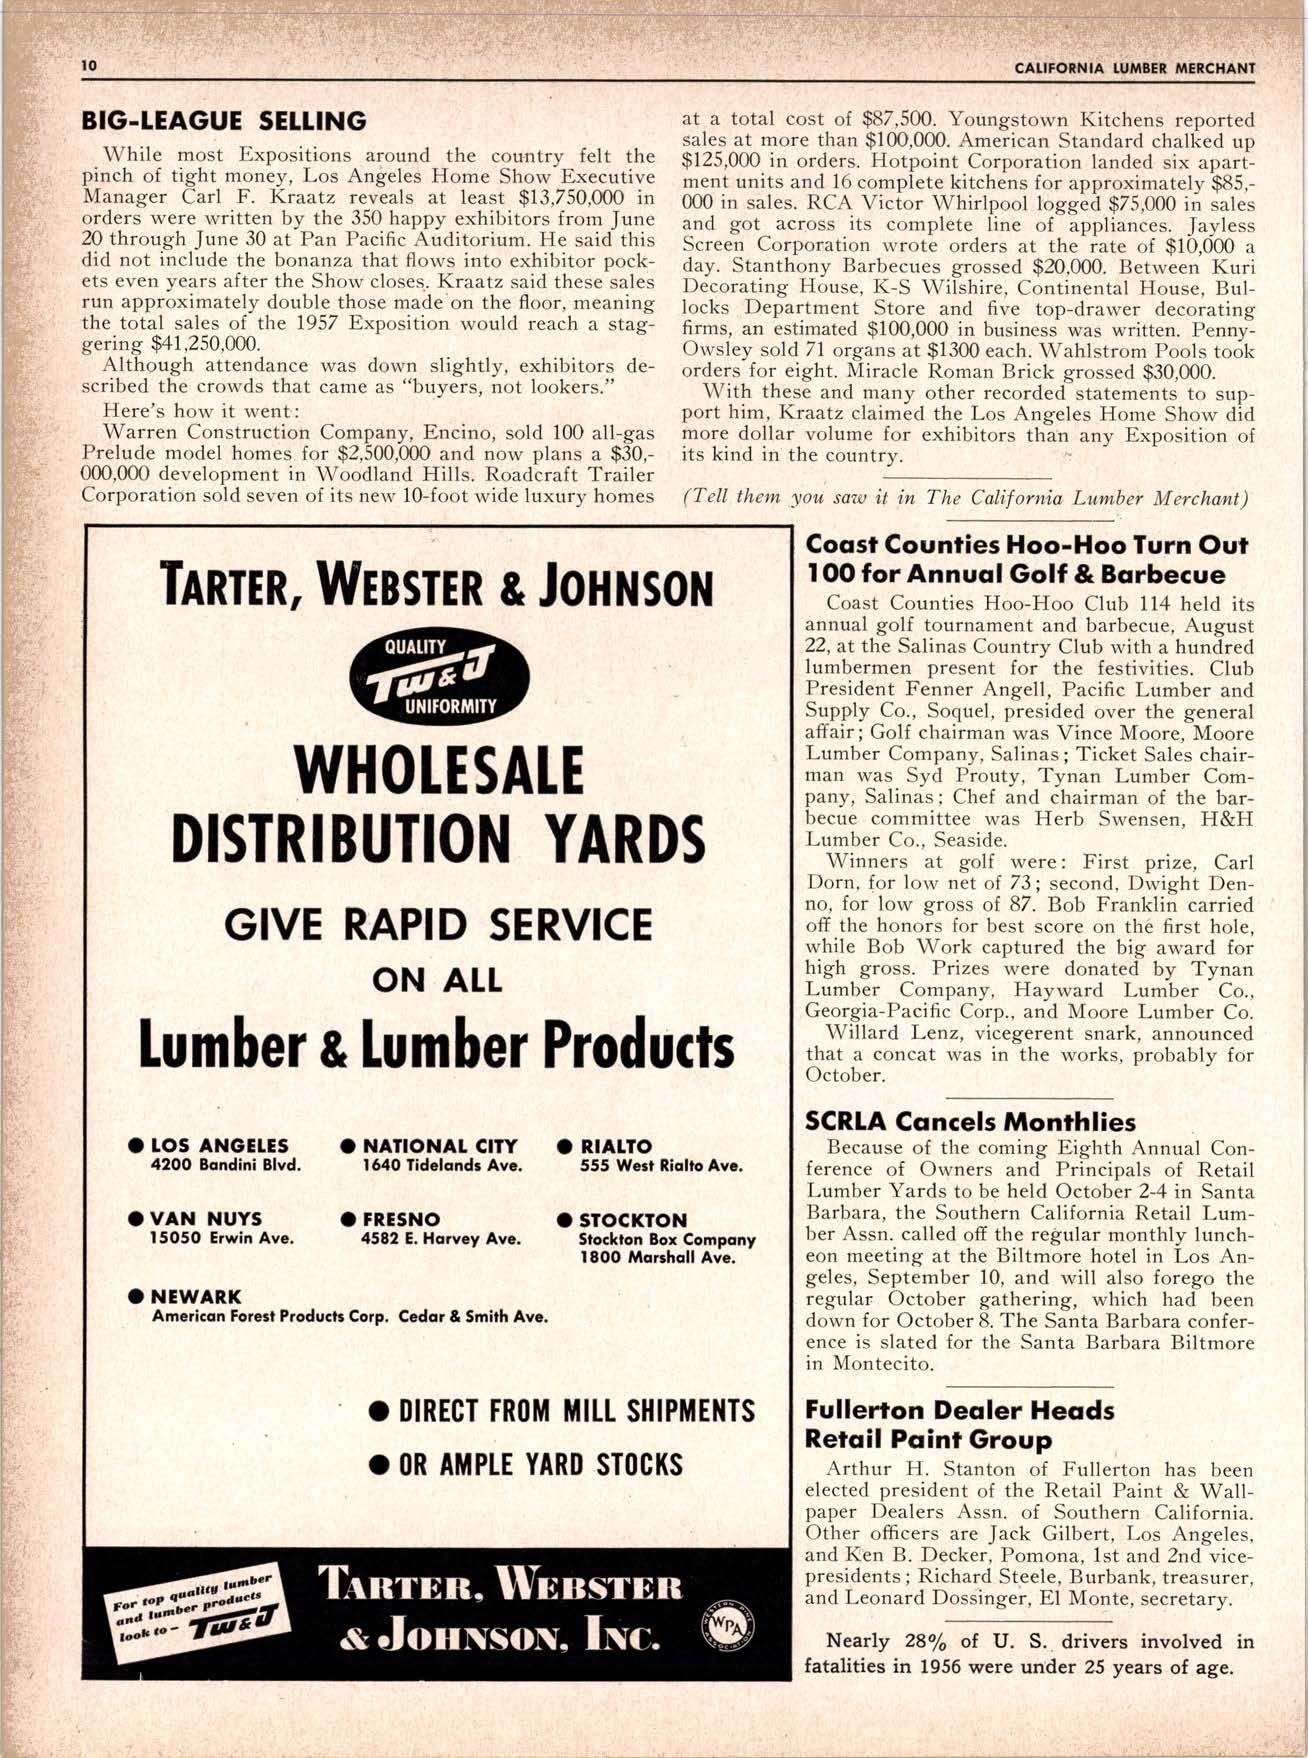 10
CALIFORNIA LUMBER MERCHANT
BIG-LEAGUE SELLING
While most Expositions around the country felt the
pinch of tight money, Los Angeles Home Show Executive
Manager Carl F. Kraatz reveals at least $13,750,000 in
orders were written by the 350 happy exhibitors from June
20 through June 30 at Pan Pacific Auditorium. He said this
did not include the bonanza that flows into exhibitor pock-
ets even years after the Show closes. Kraatz said these sales
run approximately double those made on the floor, meaning
the total sales of the 1957 Exposition would reach a stag-
gering $41,250,000.
Although attendance was down slightly, exhibitors de-
scribed the crowds that came as "buyers, not lookers."
Here's how it went:
Warren Construction Company, Encino, sold 100 all-gas
Prelude model homes for $2,500,000 and now plans a $30,-
000,000 development in Woodland Hills. Roadcraft Trailer
Corporation sold seven of its new 10-foot wide luxury homes
at a total cost of $87,500. Youngstown Kitchens reported
sales at more than $100,000. American Standard chalked up
$125,000 in orders. Hotpoint Corporation landed six apart-
ment units and 16 complete kitchens for approximately $85,-
000 in sales. RCA Victor Whirlpool logged $75,000 in sales
and got across its complete line of appliances. Jayless
Screen Corporation wrote orders at the rate of $10,000 a
day. Stanthony Barbecues grossed $20,000. Between Kuri
Decorating House, K-S Wilshire, Continental House, Bul-
locks Department Store and five top-drawer decorating
firms, an estimated $100,000 in business was written. Penny-
Owsley sold 71 organs at $1300 each. Wahlstrom Pools took
orders for eight. Miracle Roman Brick grossed $30,000.
With these and many other recorded statements to sup-
port him, Kraatz claimed the Los Angeles Home Show did
more dollar volume for exhibitors than any Exposition of
its kind in the country.
(Tell them you saw it in The California Lumber Merchant)
TARTER, WEBSTER & JOHNSON
QUALITY
TW&J
UNIFORMITY
WHOLESALE
DISTRIBUTION YARDS
GIVE RAPID SERVICE
ON ALL
Lumber & Lumber Products
● LOS ANGELES
4200 Bandini Blvd.
● NATIONAL CITY
1640 Tidelands Ave.
● RIALTO
555 West Rialto Ave.
● VAN NUYS
15050 Erwin Ave.
● FRESNO
4582 E. Harvey Ave.
● STOCKTON
Stockton Box Company
1800 Marshall Ave.
● NEWARK
American Forest Products Corp. Cedar & Smith Ave.
● DIRECT FROM MILL SHIPMENTS
● OR AMPLE YARD STOCKS
For top quality lumber
and lumber products
look to - TW&J
TARTER, WEBSTER
& JOHNSON, INC.
WESTERN PINE
WPA
ASSOCIATION
Coast Counties Hoo-Hoo Turn Out
100 for Annual Golf & Barbecue
Coast Counties Hoo-Hoo Club 114 held its
annual golf tournament and barbecue, August
22, at the Salinas Country Club with a hundred
lumbermen present for the festivities. Club
President Fenner Angell, Pacific Lumber and
Supply Co., Soquel, presided over the general
affair; Golf chairman was Vince Moore, Moore
Lumber Company, Salinas; Ticket Sales chair-
man was Syd Prouty, Tynan Lumber Com-
pany, Salinas; Chef and chairman of the bar-
becue committee was Herb Swensen, H&H
Lumber Co., Seaside.
Winners at golf were: First prize, Carl
Dorn, for low net of 73; second, Dwight Den-
no, for low gross of 87. Bob Franklin carried
off the honors for best score on the first hole,
while Bob Work captured the big award for
high gross. Prizes were donated by Tynan
Lumber Company, Hayward Lumber Co.,
Georgia-Pacific Corp., and Moore Lumber Co.
Willard Lenz, vicegerent snark, announced
that a concat was in the works, probably for
October.
SCRLA Cancels Monthlies
Because of the coming Eighth Annual Con-
ference of Owners and Principals of Retail
Lumber Yards to be held October 2-4 in Santa
Barbara, the Southern California Retail Lum-
ber Assn. called off the regular monthly lunch-
eon meeting at the Biltmore hotel in Los An-
geles, September 10, and will also forego the
regular October gathering, which had been
down for October 8. The Santa Barbara confer-
ence is slated for the Santa Barbara Biltmore
in Montecito.
Fullerton Dealer Heads
Retail Paint Group
Arthur H. Stanton of Fullerton has been
elected president of the Retail Paint & Wall-
paper Dealers Assn. of Southern California.
Other officers are Jack Gilbert, Los Angeles,
and Ken B. Decker, Pomona, 1st and 2nd vice-
presidents; Richard Steele, Burbank, treasurer,
and Leonard Dossinger, El Monte, secretary.
Nearly 28% of U. S. drivers involved in
fatalities in 1956 were under 25 years of age.